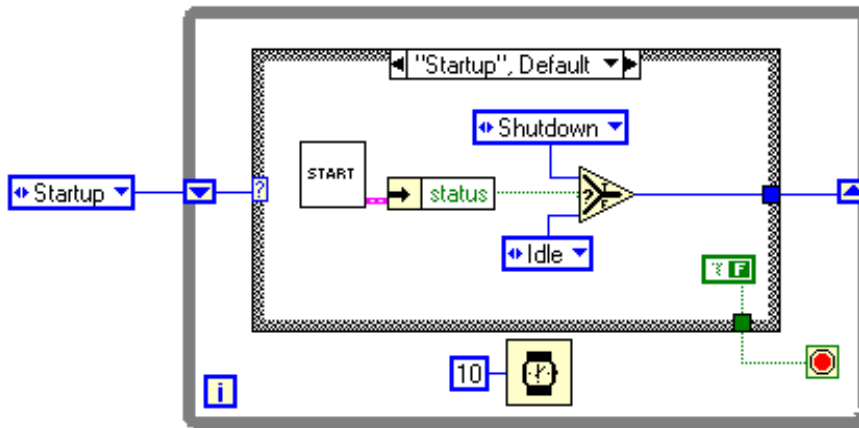 "Startup", Default
Shutdown
START
Startup
?
status
?
T
F
Idle
F
10
i